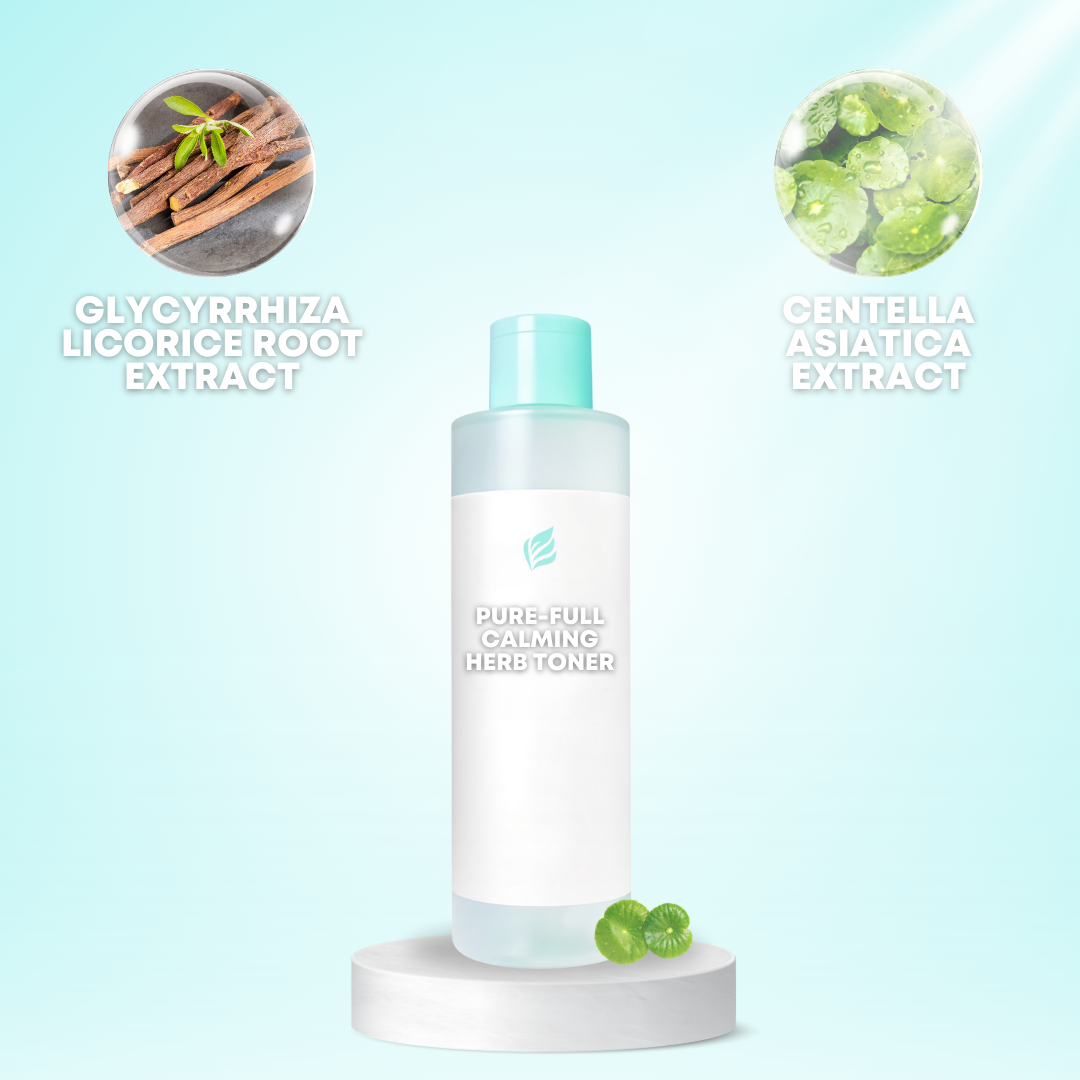 GLYCYRRHIZA
LICORICE ROOT
EXTRACT
CENTELLA
ASIATICA
EXTRACT
PURE-FULL
CALMING
HERB TONER